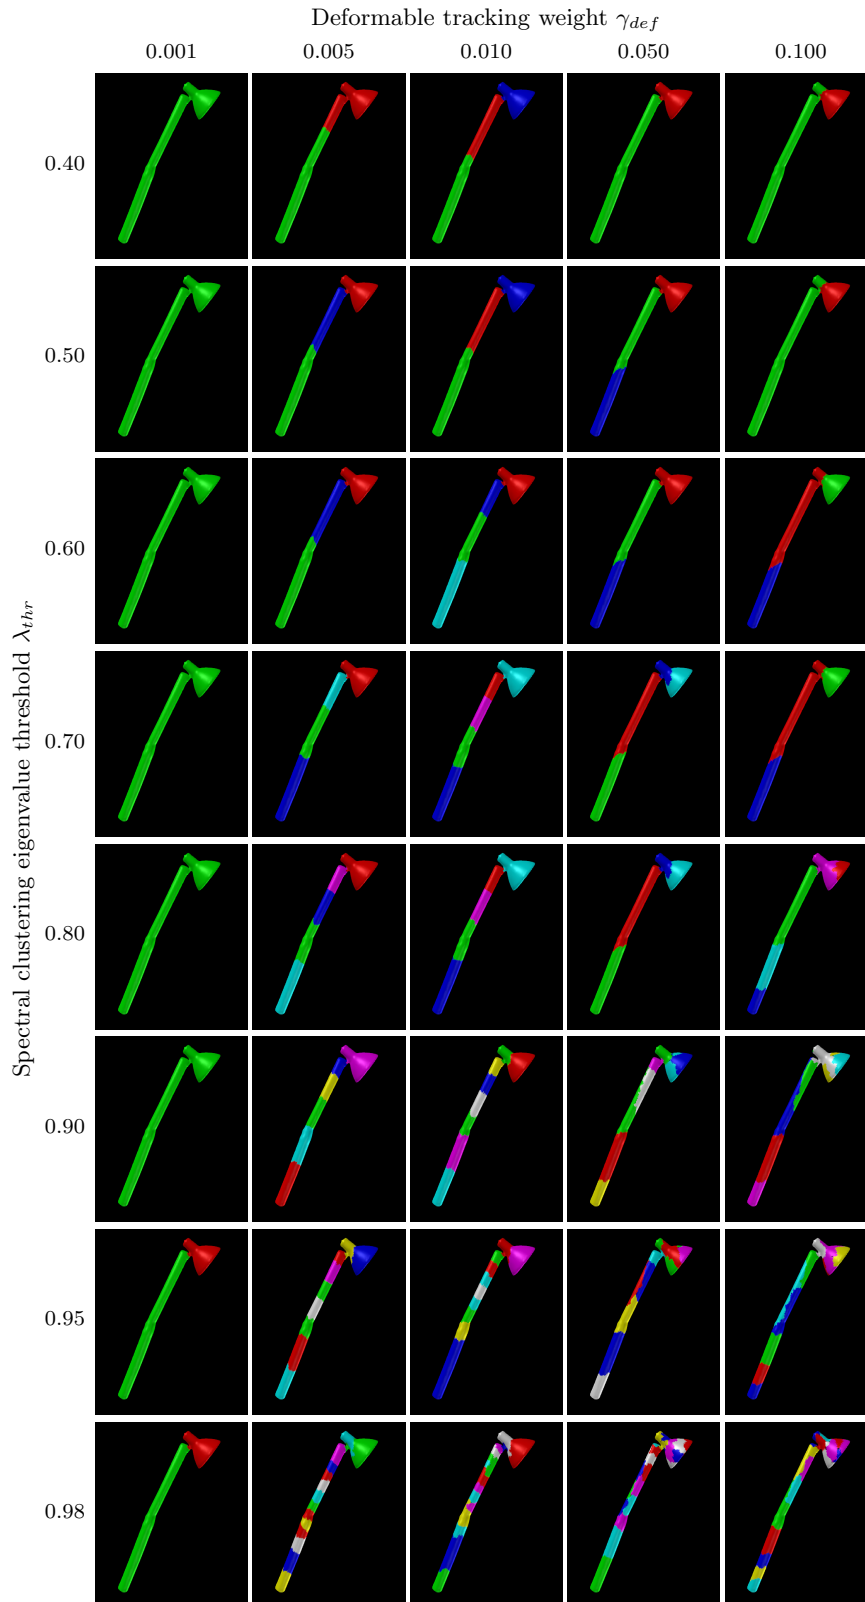 Deformable tracking weight γdef
0.001 0.005 0.010 0.050 0.100
Spectral clustering eigenvalue threshold λthr
0.40
0.50
0.60
0.70
0.80
0.90
0.95
0.98